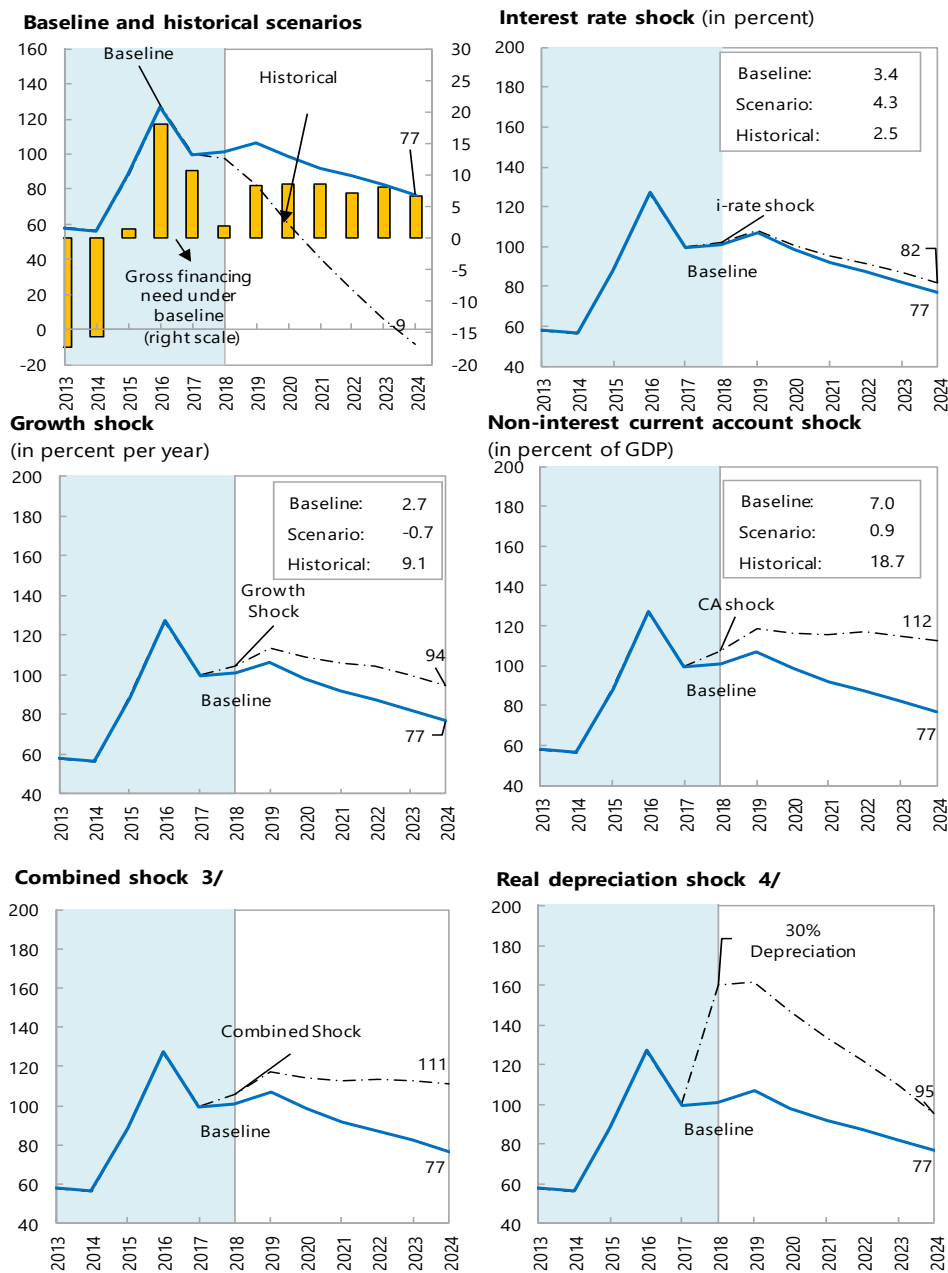 Baseline and historical scenarios
160
140
120
100
80
60
40
20
0
-20
30
25
20
15
10
5
0
-5
-10
-15
-20
Baseline
Historical
77
Gross financing
need under
baseline
(right scale)
-9
2013 2014 2015 2016 2017 2018 2019 2020 2021 2022 2023 2024
Interest rate shock (in percent)
200
180
160
140
120
100
80
60
40
Baseline: 3.4
Scenario: 4.3
Historical: 2.5
i-rate shock
Baseline
82
77
2013 2014 2015 2016 2017 2018 2019 2020 2021 2022 2023 2024
Growth shock
(in percent per year)
200
180
160
140
120
100
80
60
40
Baseline: 2.7
Scenario: -0.7
Historical: 9.1
Growth
Shock
94
Baseline
77
2013 2014 2015 2016 2017 2018 2019 2020 2021 2022 2023 2024
Non-interest current account shock
(in percent of GDP)
200
180
160
140
120
100
80
60
40
Baseline: 7.0
Scenario: 0.9
Historical: 18.7
CA shock
112
Baseline
77
2013 2014 2015 2016 2017 2018 2019 2020 2021 2022 2023 2024
Combined shock 3/
200
180
160
140
120
100
80
60
40
Combined Shock
111
Baseline
77
2013 2014 2015 2016 2017 2018 2019 2020 2021 2022 2023 2024
Real depreciation shock 4/
200
180
160
140
120
100
80
60
40
30%
Depreciation
95
Baseline
77
2013 2014 2015 2016 2017 2018 2019 2020 2021 2022 2023 2024